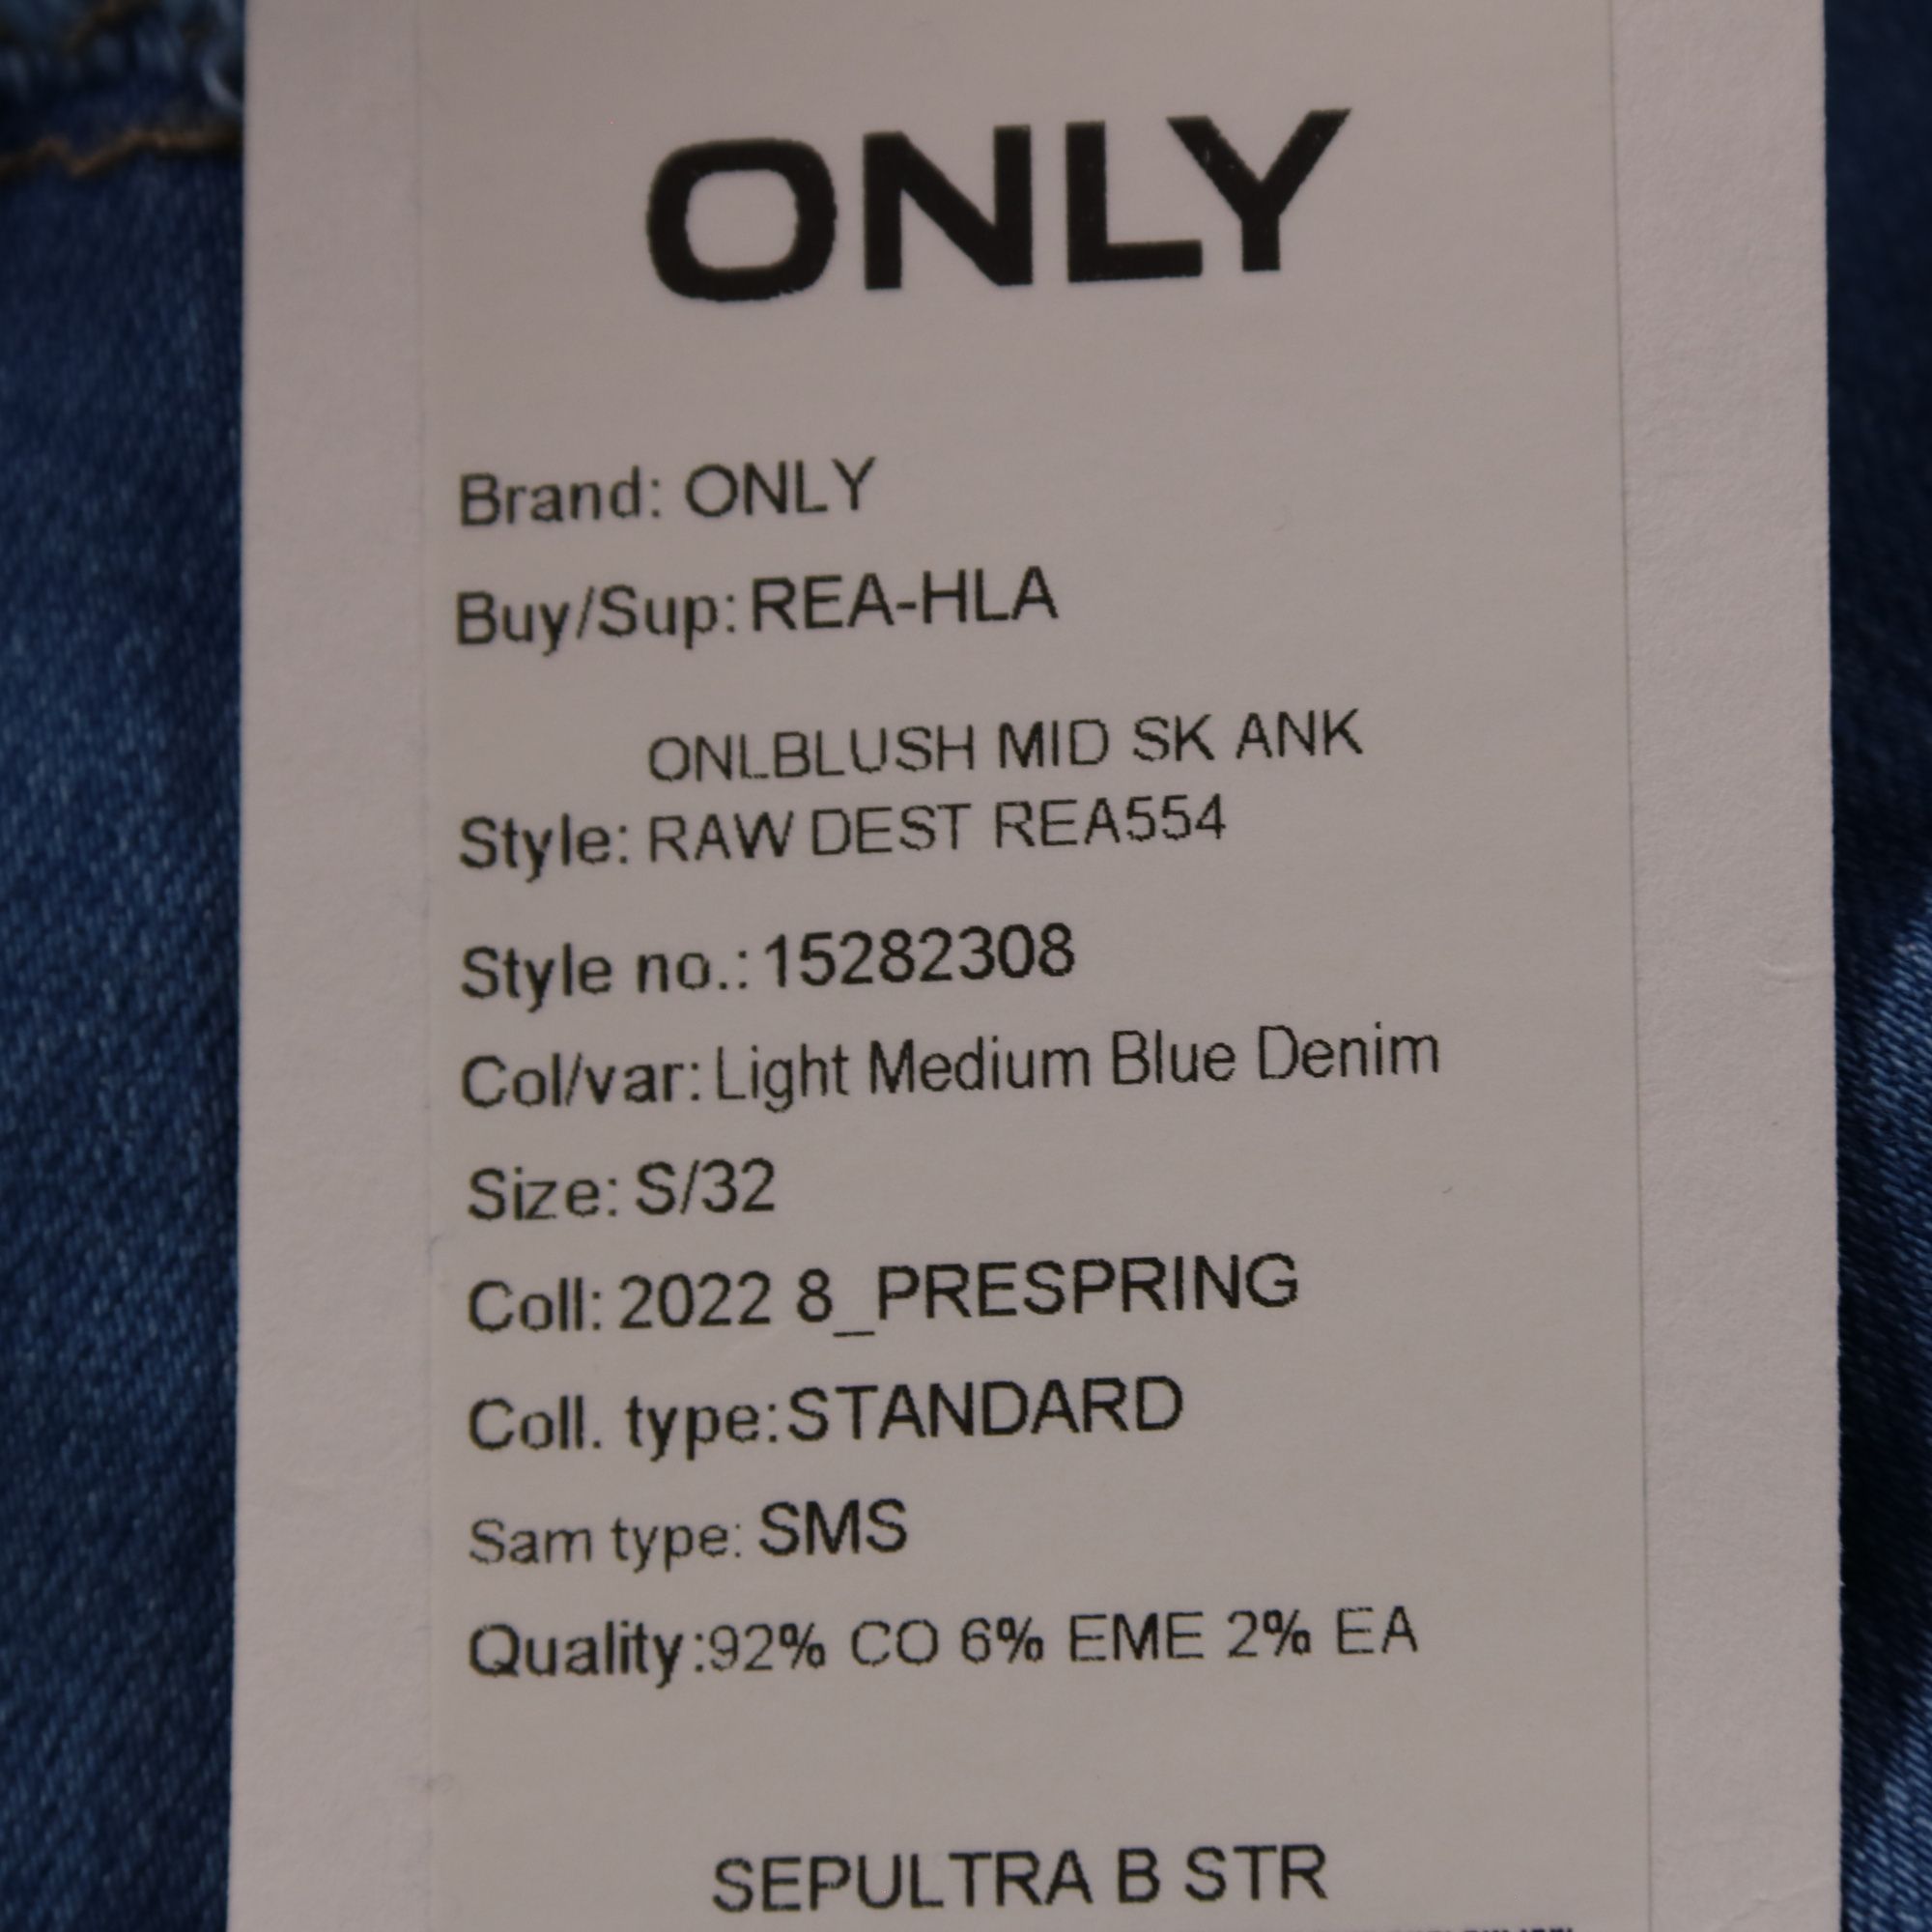 ONLY
Brand: ONLY
Buy/Sup: REA-HLA
ONLBLUSH MID SK ANK
Style: RAW DEST REA554
Style no.: 15282308
Col/var: Light Medium Blue Denim
Size: S/32
Coll: 2022 8_PRESPRING
Coll. type: STANDARD
Sam type: SMS
Quality:92% CO 6% EME 2% EA
SEPULTRA B STR